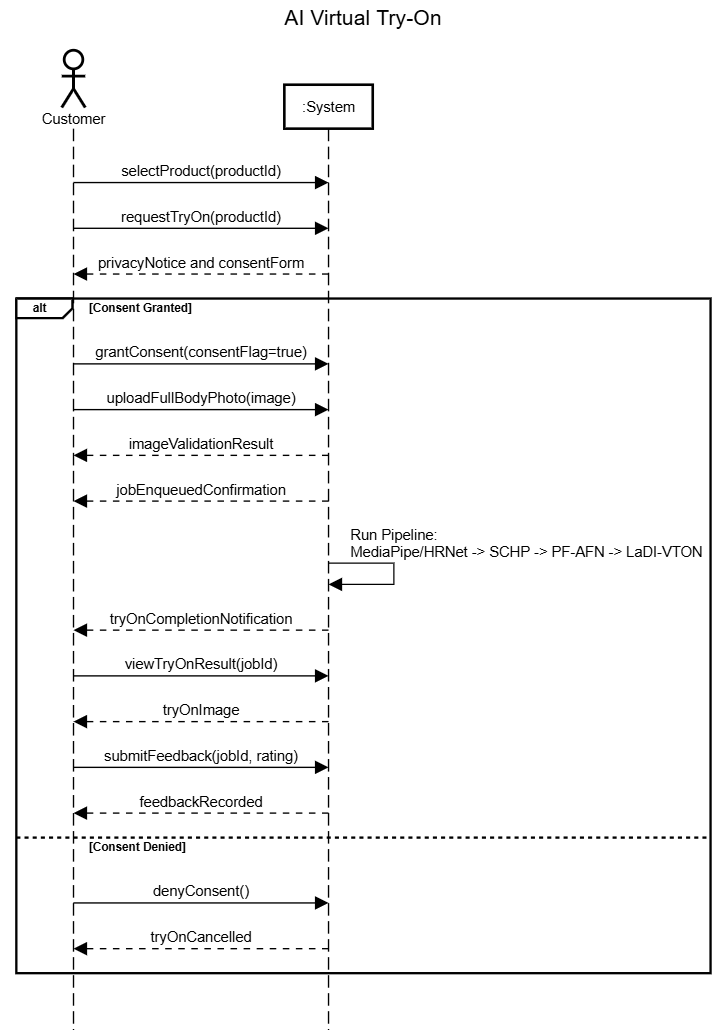 AI Virtual Try-On
Customer
:System
selectProduct(productId)
requestTryOn(productId)
privacyNotice and consentForm
alt
[Consent Granted]
grantConsent(consentFlag=true)
uploadFullBodyPhoto(image)
imageValidationResult
jobEnqueuedConfirmation
Run Pipeline:
MediaPipe/HRNet -> SCHP -> PF-AFN -> LaDI-VTON
tryOnCompletionNotification
viewTryOnResult(jobId)
tryOnImage
submitFeedback(jobId, rating)
feedbackRecorded
[Consent Denied]
denyConsent()
tryOnCancelled